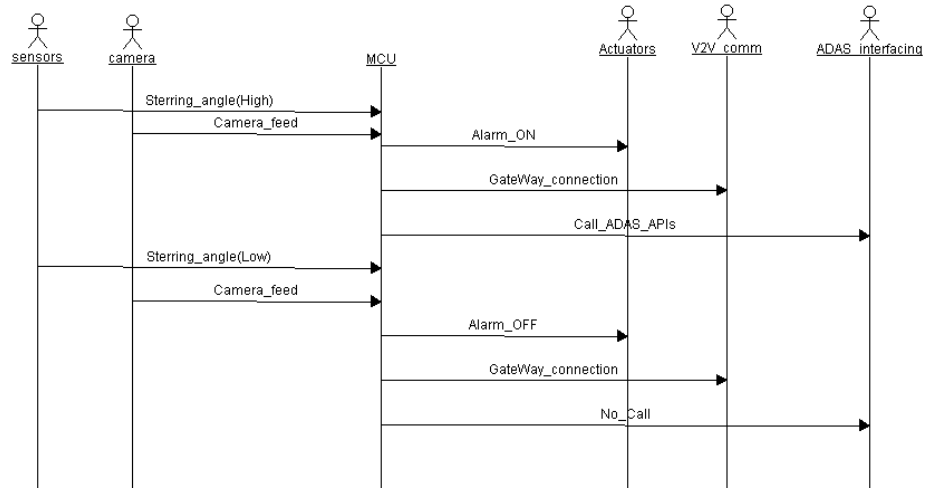 sensors
camera
MCU
Actuators
V2V_comm
ADAS_interfacing
Sterring_angle(High)
Camera_feed
Alarm_ON
GateWay_connection
Call_ADAS_APIs
Sterring_angle(Low)
Camera_feed
Alarm_OFF
GateWay_connection
No_Call